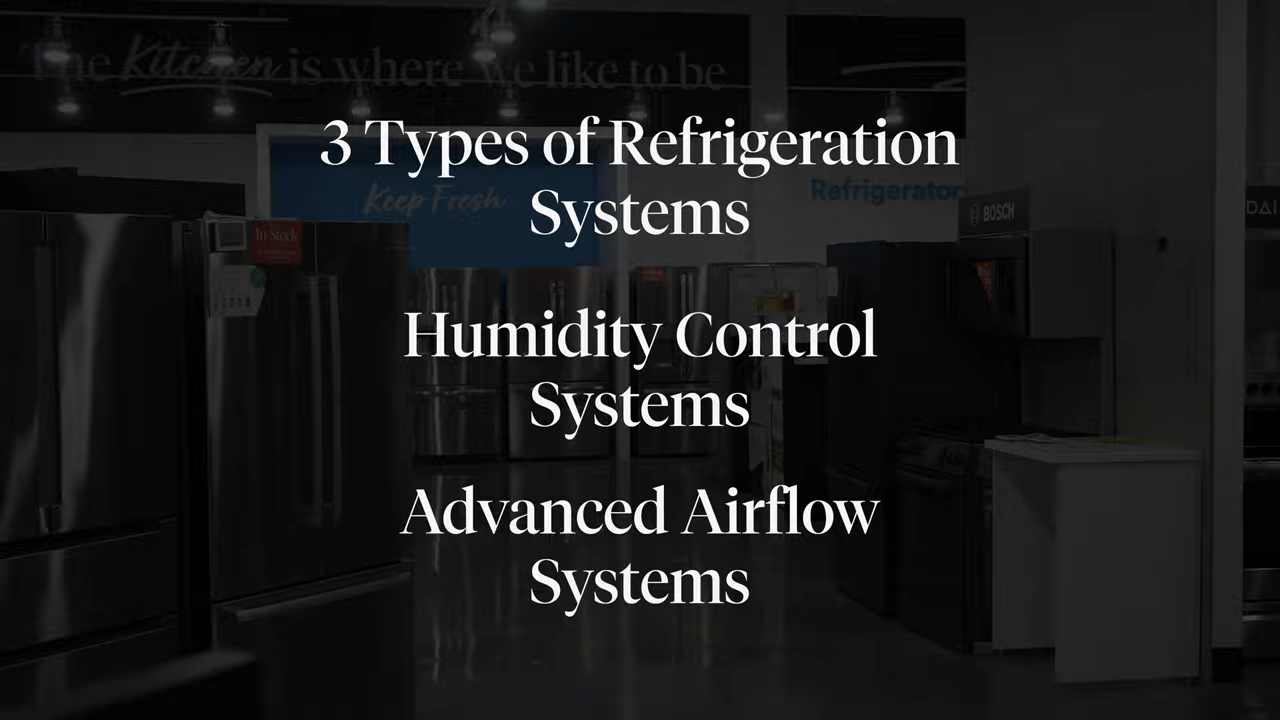 The Kitchen is where we like to be
3 Types of Refrigeration
Systems
Keep Fresh
Refrigerator
In Stock
BOSCH
Humidity Control
Systems
Advanced Airflow
Systems